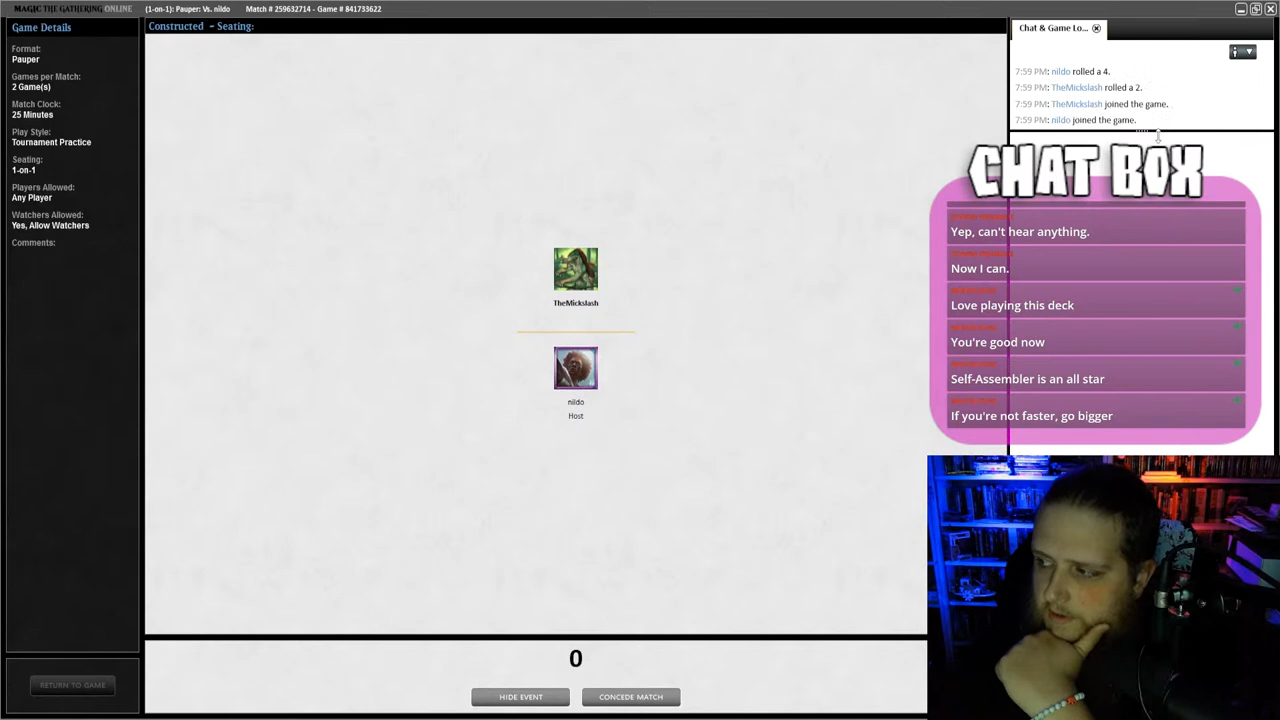 MAGIC THE GATHERING ONLINE
(1-on-1): Pauper: Vs. nildo
Match # 259632714 - Game # 841733622
Game Details
Format:
Pauper
Games per Match:
2 Game(s)
Match Clock:
25 Minutes
Play Style:
Tournament Practice
Seating:
1-on-1
Players Allowed:
Any Player
Watchers Allowed:
Yes, Allow Watchers
Comments:
RETURN TO GAME
Constructed - Seating:
TheMickslash
nildo
Host
0
HIDE EVENT
CONCEDE MATCH
Chat & Game Lo...
7:59 PM: nildo rolled a 4.
7:59 PM: TheMickslash rolled a 2.
7:59 PM: TheMickslash joined the game.
7:59 PM: nildo joined the game.
CHAT BOX
Yep, can't hear anything.
Now I can.
Love playing this deck
You're good now
Self-Assembler is an all star
If you're not faster, go bigger